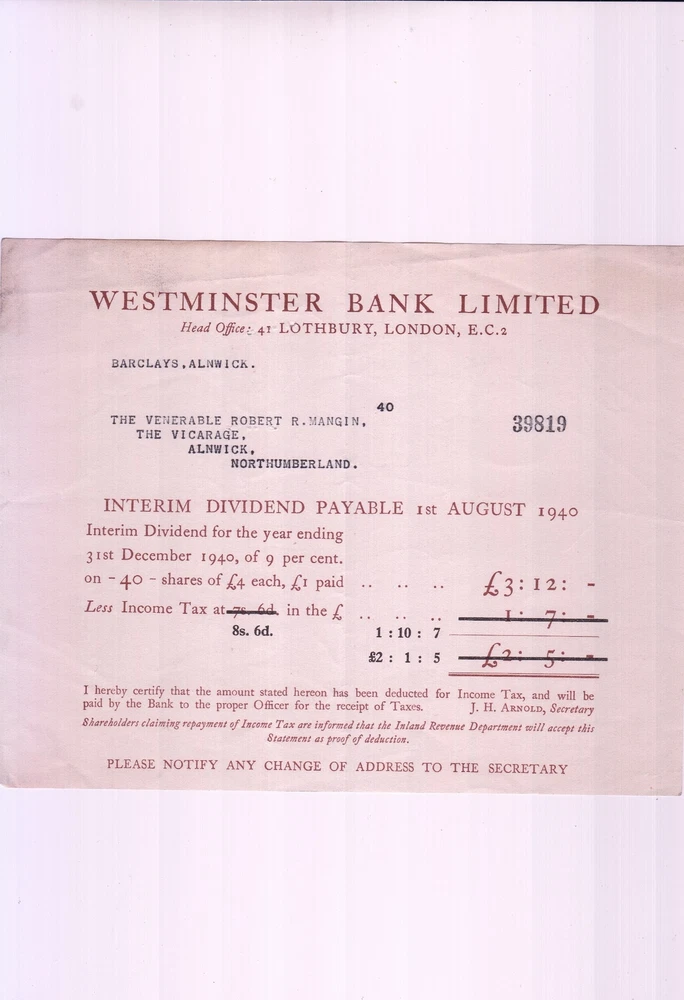 WESTMINSTER BANK LIMITED
Head Office: 41 LOTHBURY, LONDON, E.C.2
BARCLAYS, ALNWICK.
40
THE VENERABLE ROBERT R. MANGIN,
39819
THE VICARAGE,
ALNWICK,
NORTHUMBERLAND.
INTERIM DIVIDEND PAYABLE 1st AUGUST 1940
Interim Dividend for the year ending
31st December 1940, of 9 per cent.
on - 40 - shares of £4 each, £1 paid .. .. .. £3: 12: -
Less Income Tax at 7s. 6d. in the £ .. .. .. 1: 7: -
8s. 6d. 1 : 10 : 7
£2 : 1 : 5 £2: 5: -
I hereby certify that the amount stated hereon has been deducted for Income Tax, and will be
paid by the Bank to the proper Officer for the receipt of Taxes. J. H. ARNOLD, Secretary
Shareholders claiming repayment of Income Tax are informed that the Inland Revenue Department will accept this
Statement as proof of deduction.
PLEASE NOTIFY ANY CHANGE OF ADDRESS TO THE SECRETARY